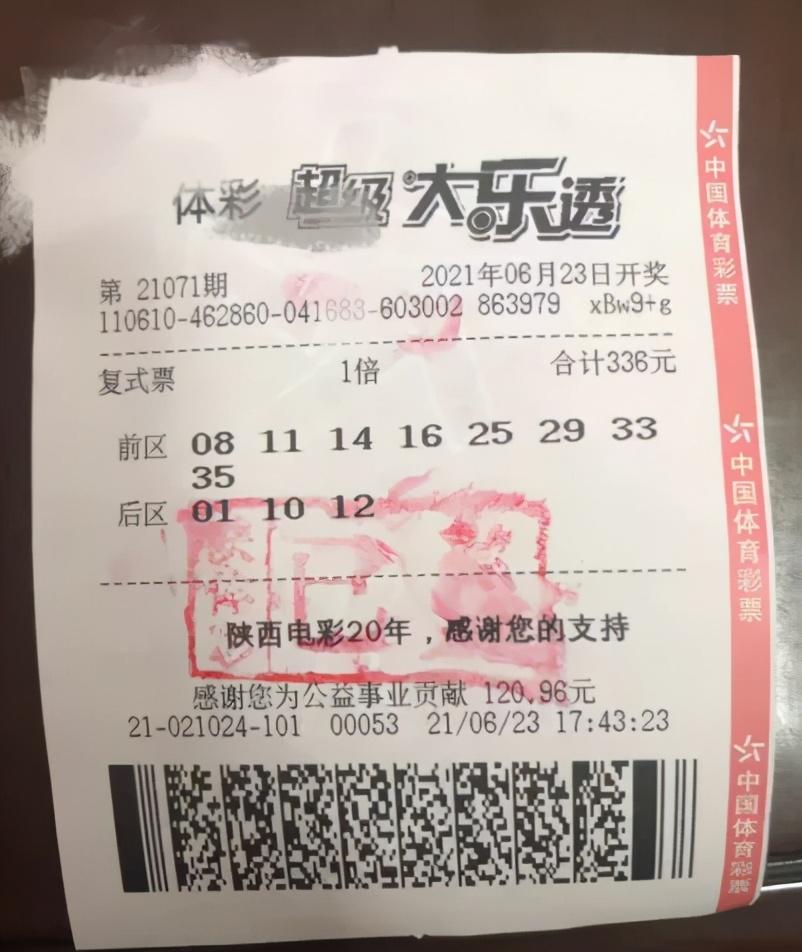 体彩 超级大乐透
第 21071期 2021年06月23日开奖
110610-462860-041683-603002 863979 xBw9+g
复式票 1倍 合计336元
前区 08 11 14 16 25 29 33
35
后区 01 10 12
陕西电彩20年，感谢您的支持
感谢您为公益事业贡献 120.96元
21-021024-101 00053 21/06/23 17:43:23
中国体育彩票
中国体育彩票
中国体育彩票